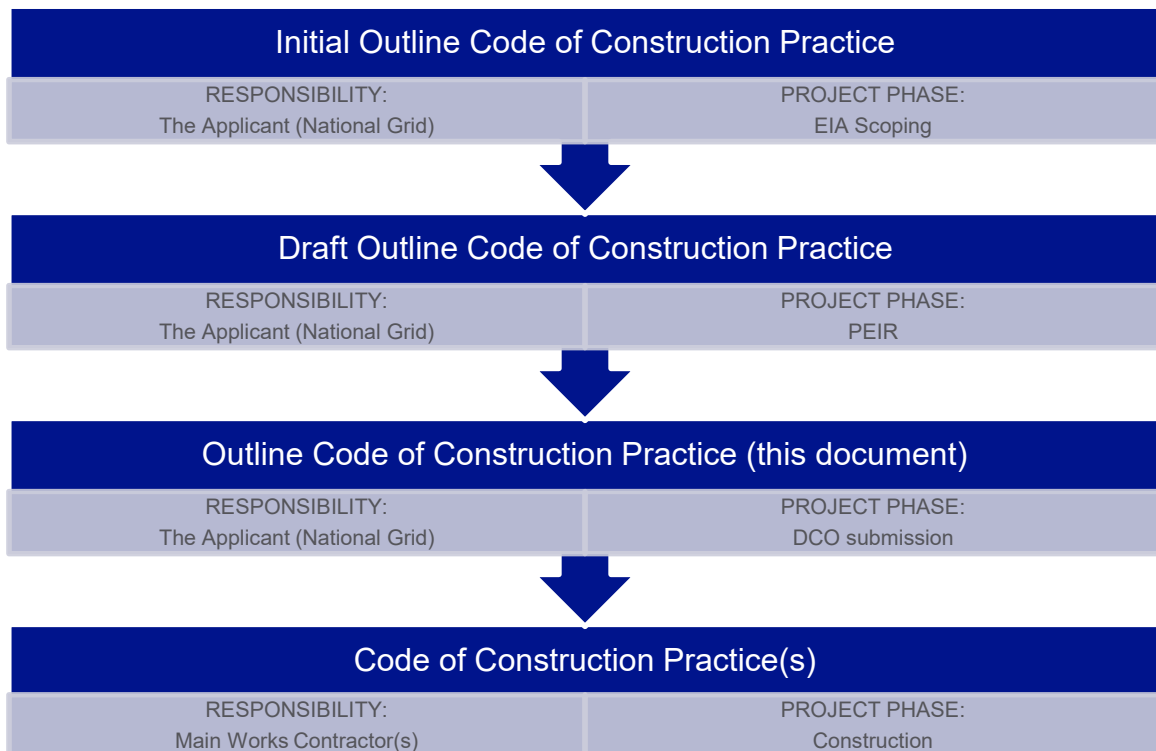 Initial Outline Code of Construction Practice
RESPONSIBILITY:
The Applicant (National Grid)
PROJECT PHASE:
EIA Scoping
Draft Outline Code of Construction Practice
RESPONSIBILITY:
The Applicant (National Grid)
PROJECT PHASE:
PEIR
Outline Code of Construction Practice (this document)
RESPONSIBILITY:
The Applicant (National Grid)
PROJECT PHASE:
DCO submission
Code of Construction Practice(s)
RESPONSIBILITY:
Main Works Contractor(s)
PROJECT PHASE:
Construction